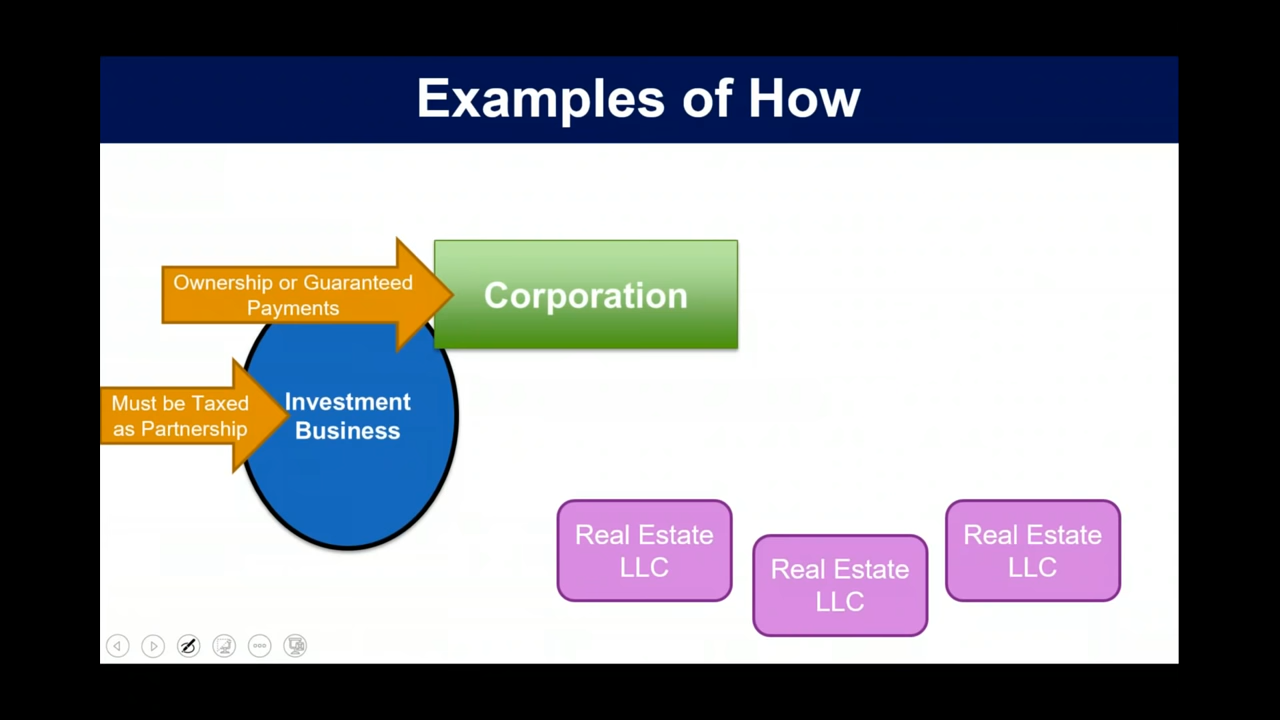 Examples of How
Ownership or Guaranteed
Payments
Corporation
Must be Taxed
as Partnership
Investment
Business
Real Estate
LLC
Real Estate
LLC
Real Estate
LLC